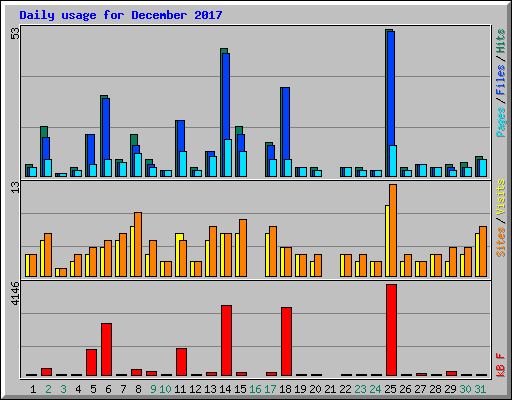 Daily usage for December 2017
53
Pages / Files / Hits
13
Sites / Visits
4146
kB F
1 2 3 4 5 6 7 8 9 10 11 12 13 14 15 16 17 18 19 20 21 22 23 24 25 26 27 28 29 30 31